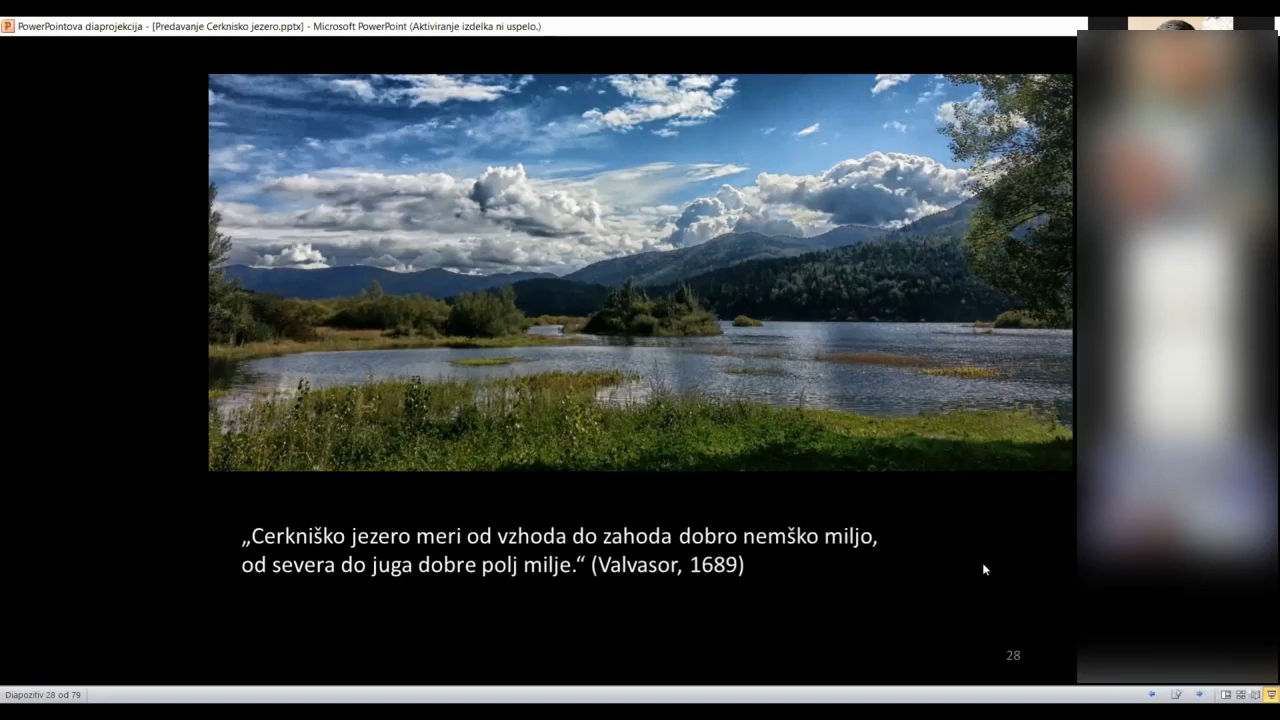 PowerPointova diaprojekcija - [Predavanje Cerknisko jezero.pptx] - Microsoft PowerPoint (Aktiviranje izdelka ni uspelo.)
„Cerkniško jezero meri od vzhoda do zahoda dobro nemško miljo,
od severa do juga dobre polj milje.“ (Valvasor, 1689)
28
Diapozitiv 28 od 79